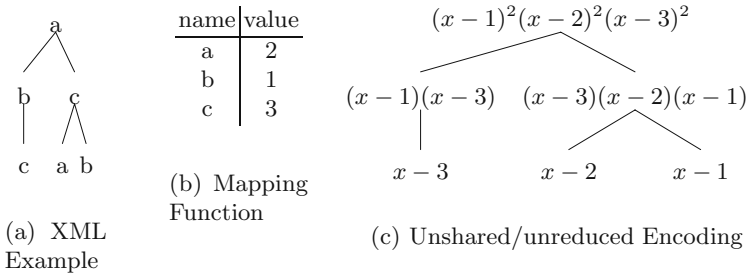 a
b c
c a b
(a) XML
Example
name value
a 2
b 1
c 3
(b) Mapping
Function
(x − 1)²(x − 2)²(x − 3)²
(x − 1)(x − 3) (x − 3)(x − 2)(x − 1)
x − 3 x − 2 x − 1
(c) Unshared/unreduced Encoding